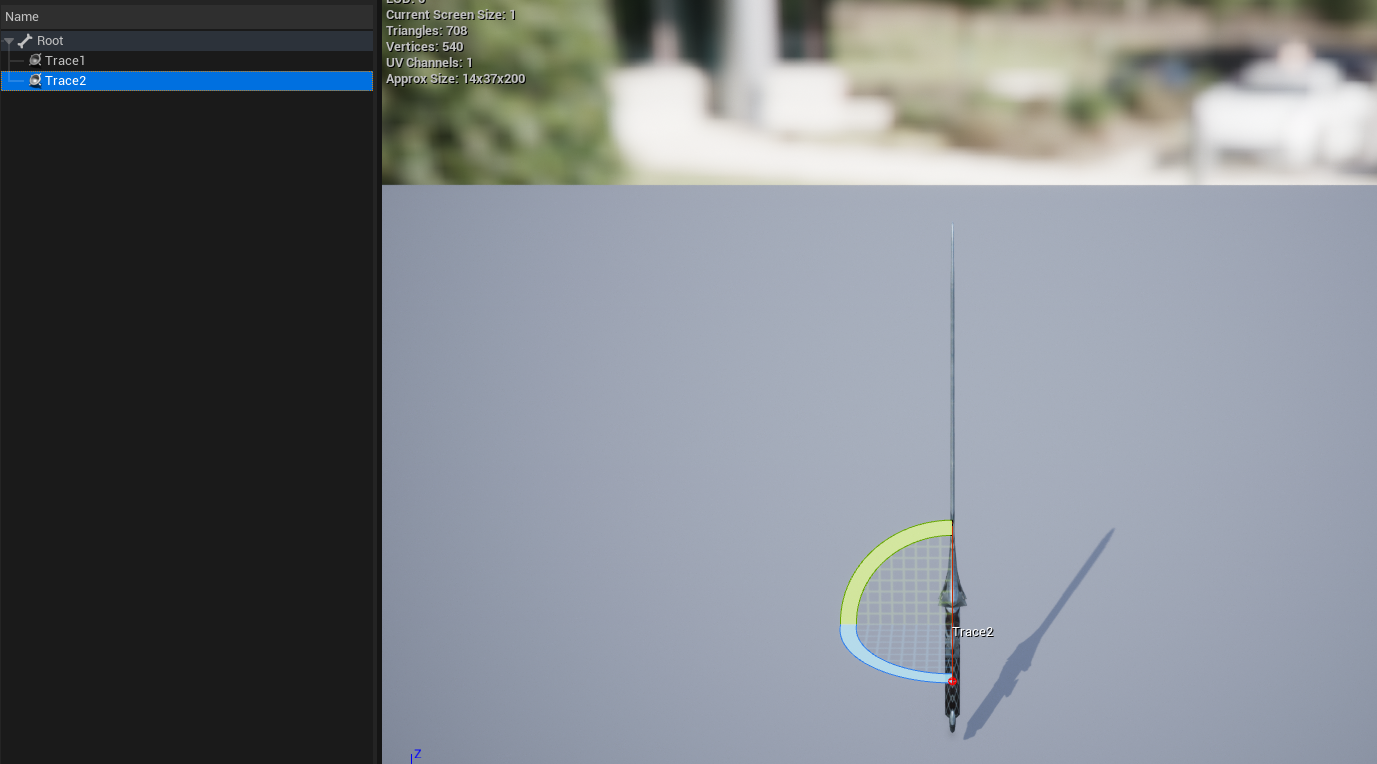 Name
Root
Trace1
Trace2
Current Screen Size: 1
Triangles: 708
Vertices: 540
UV Channels: 1
Approx Size: 14x37x200
Trace2
Z